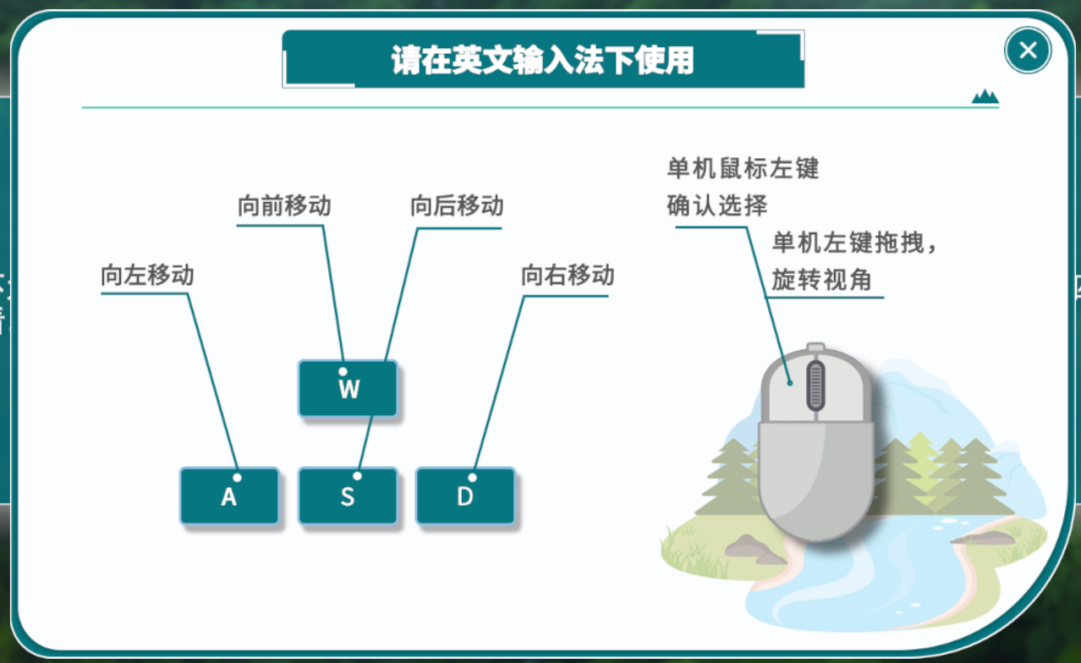 请在英文输入法下使用
单机鼠标左键
确认选择
向前移动
向后移动
单机左键拖拽，
旋转视角
向左移动
向右移动
W
A
S
D